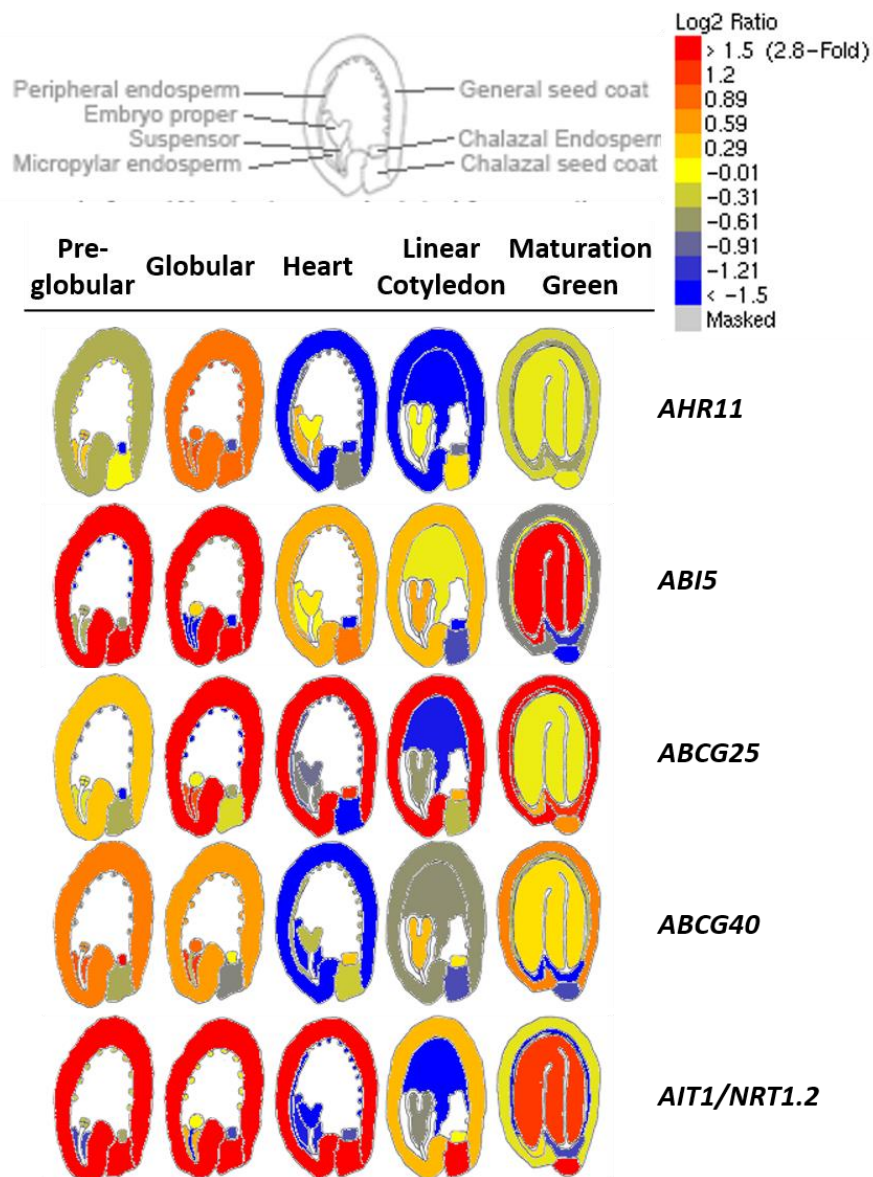 Log2 Ratio
> 1.5 (2.8-Fold)
1.2
0.89
0.59
0.29
-0.01
-0.31
-0.61
-0.91
-1.21
< -1.5
Masked
Peripheral endosperm
Embryo proper
Suspensor
Micropylar endosperm
General seed coat
Chalazal Endosperm
Chalazal seed coat
Pre-
globular
Globular
Heart
Linear
Cotyledon
Maturation
Green
AHR11
ABI5
ABCG25
ABCG40
AIT1/NRT1.2